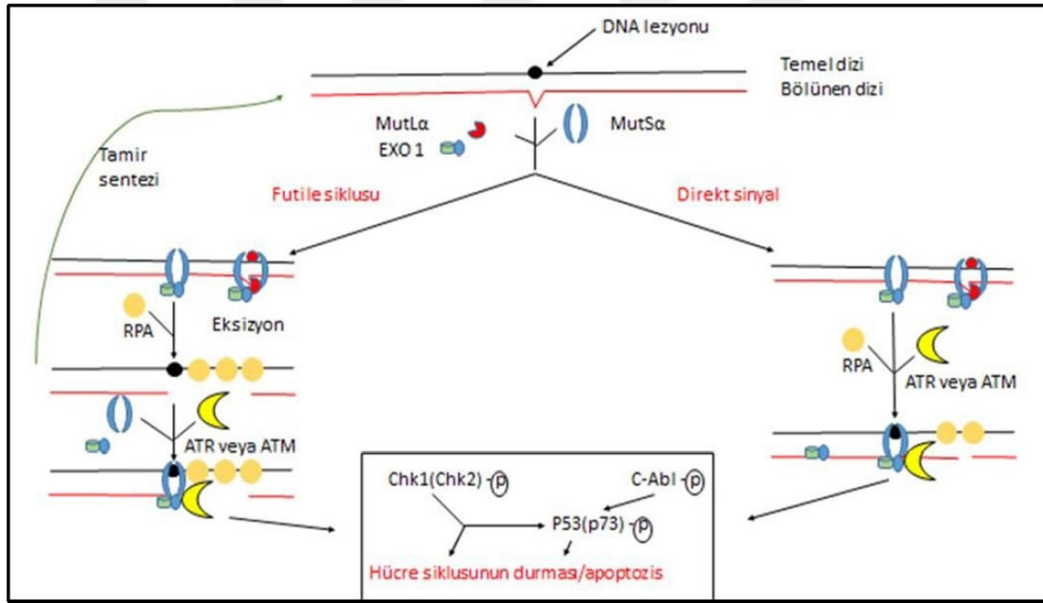 DNA lezyonu
Temel dizi
Bölünen dizi
MutLα
EXO 1
MutSα
Tamir
sentezi
Futile siklusu
Direkt sinyal
RPA
Eksizyon
ATR veya ATM
RPA
ATR veya ATM
Chk1(Chk2) -p
C-Abl -p
P53(p73) -p
Hücre siklusunun durması/apoptozis